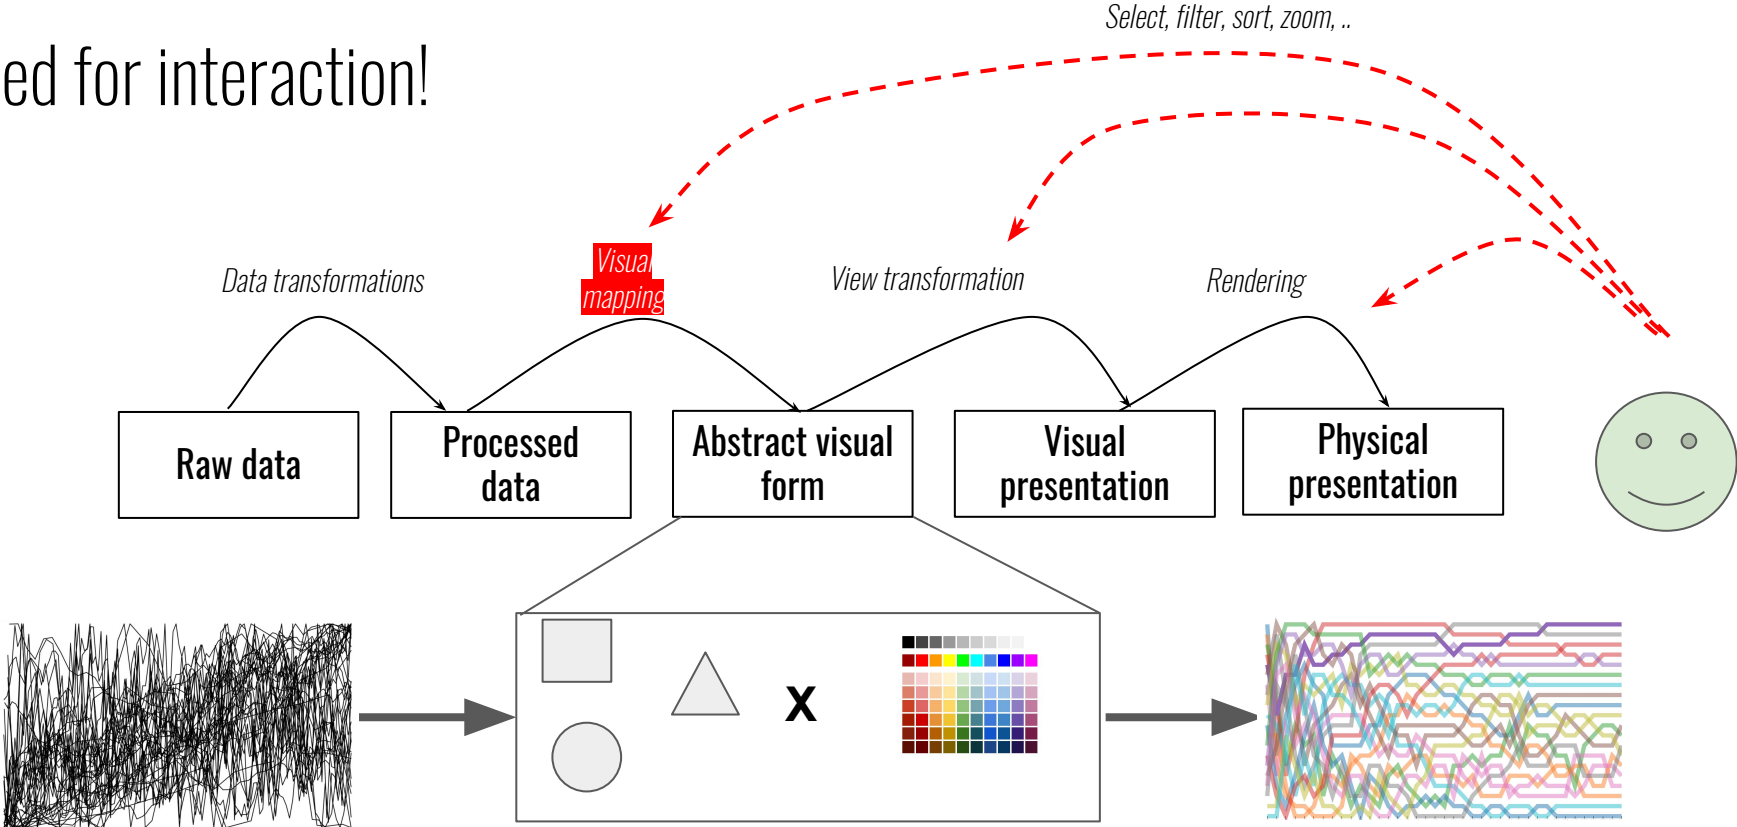 Select, filter, sort, zoom, ..
ed for interaction!
Data transformations
Visual
mapping
View transformation
Rendering
Raw data
Processed
data
Abstract visual
form
Visual
presentation
Physical
presentation
X